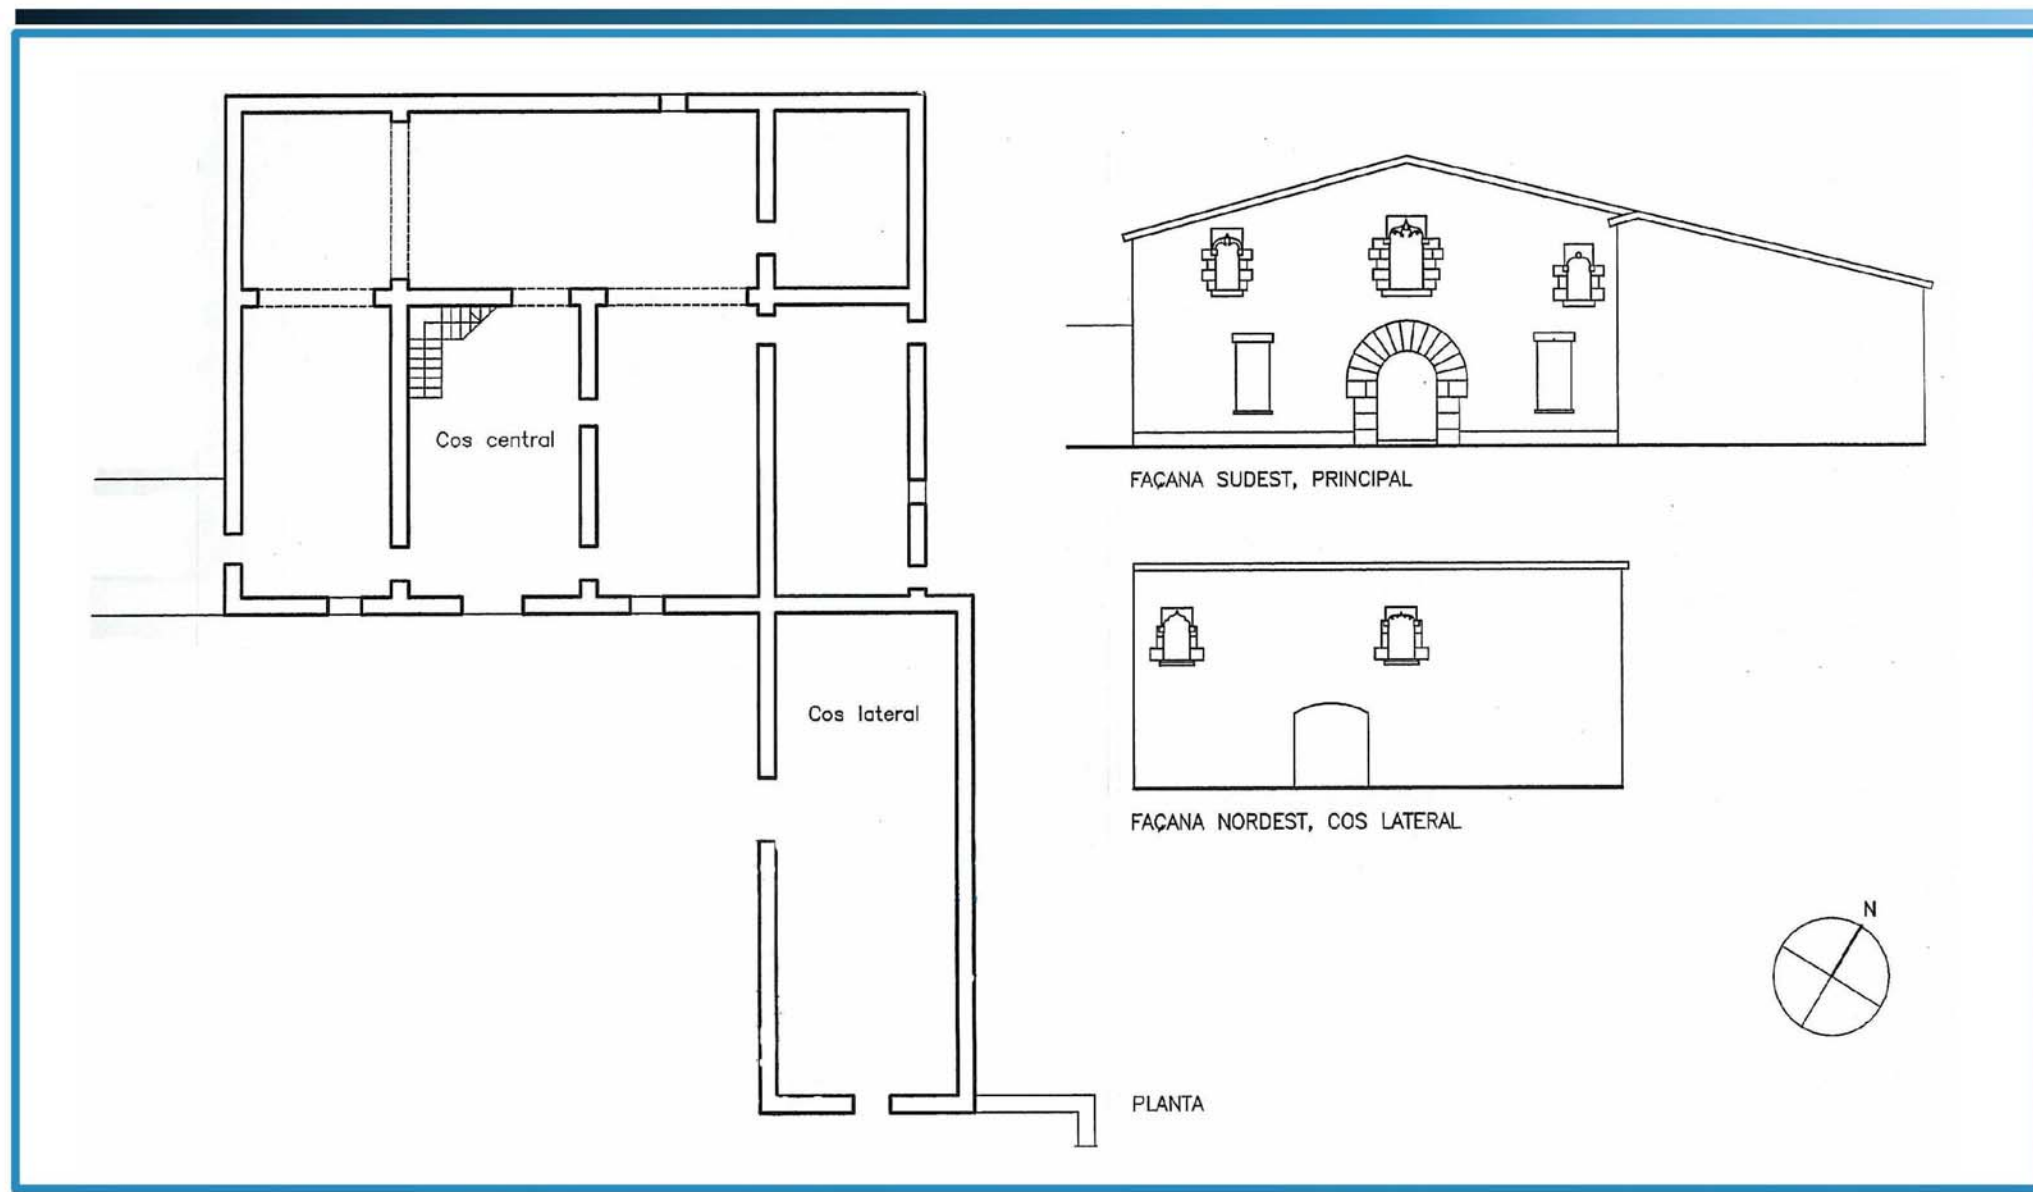 Cos central
FAÇANA SUDEST, PRINCIPAL
Cos lateral
FAÇANA NORDEST, COS LATERAL
N
PLANTA